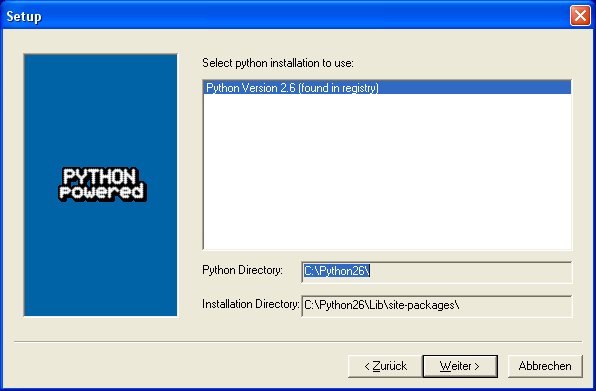 Setup
Select python installation to use:
Python Version 2.6 (found in registry)
PYTHON
Powered
Python Directory: C:\Python26\
Installation Directory: C:\Python26\Lib\site-packages\
< Zurück Weiter > Abbrechen